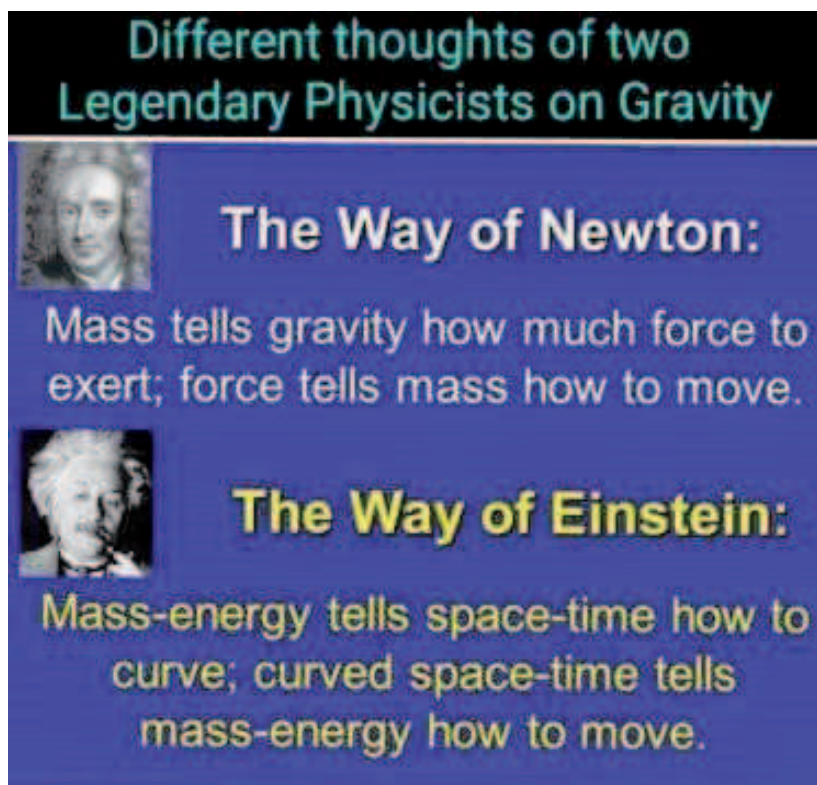 Different thoughts of two
Legendary Physicists on Gravity
The Way of Newton:
Mass tells gravity how much force to
exert; force tells mass how to move.
The Way of Einstein:
Mass-energy tells space-time how to
curve; curved space-time tells
mass-energy how to move.